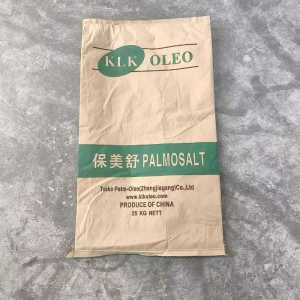 KLK OLEO
保美舒 PALMOSALT
Taiko Palm-Oleo(Zhangjiagang)Co.,Ltd
www.klkoleo.com
PRODUCE OF CHINA
25 KG NETT